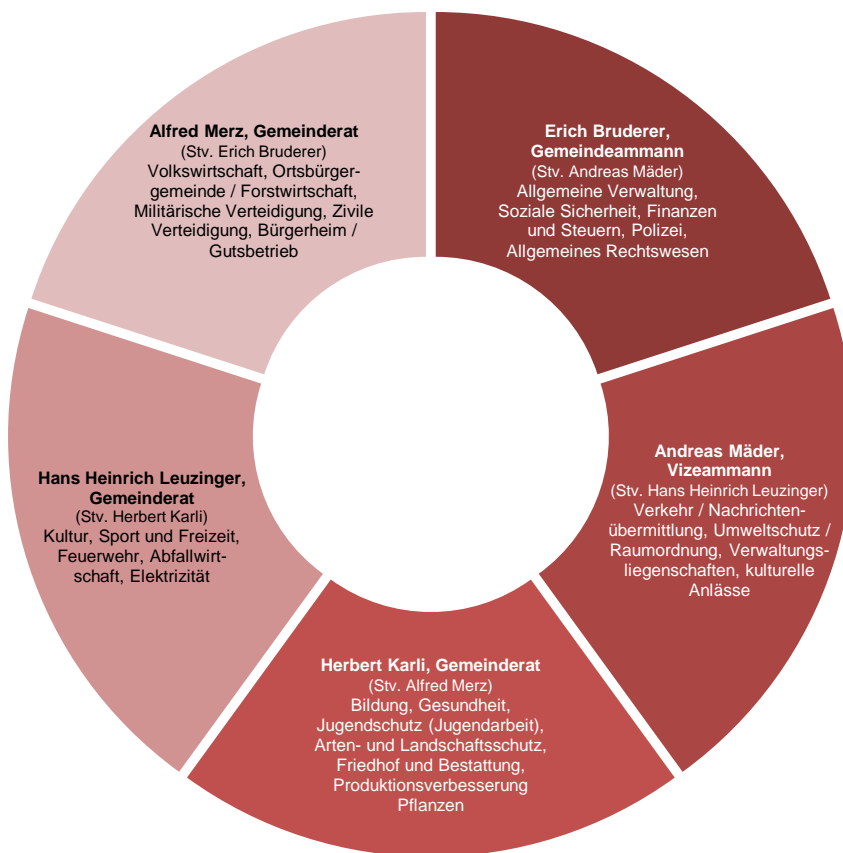 Alfred Merz, Gemeinderat
(Stv. Erich Bruderer)
Volkswirtschaft, Ortsbürger-
gemeinde / Forstwirtschaft,
Militärische Verteidigung, Zivile
Verteidigung, Bürgerheim /
Gutsbetrieb
Erich Bruderer,
Gemeindeammann
(Stv. Andreas Mäder)
Allgemeine Verwaltung,
Soziale Sicherheit, Finanzen
und Steuern, Polizei,
Allgemeines Rechtswesen
Andreas Mäder,
Vizeammann
(Stv. Hans Heinrich Leuzinger)
Verkehr / Nachrichten-
übermittlung, Umweltschutz /
Raumordnung, Verwaltungs-
liegenschaften, kulturelle
Anlässe
Hans Heinrich Leuzinger,
Gemeinderat
(Stv. Herbert Karli)
Kultur, Sport und Freizeit,
Feuerwehr, Abfallwirt-
schaft, Elektrizität
Herbert Karli, Gemeinderat
(Stv. Alfred Merz)
Bildung, Gesundheit,
Jugendschutz (Jugendarbeit),
Arten- und Landschaftsschutz,
Friedhof und Bestattung,
Produktionsverbesserung
Pflanzen